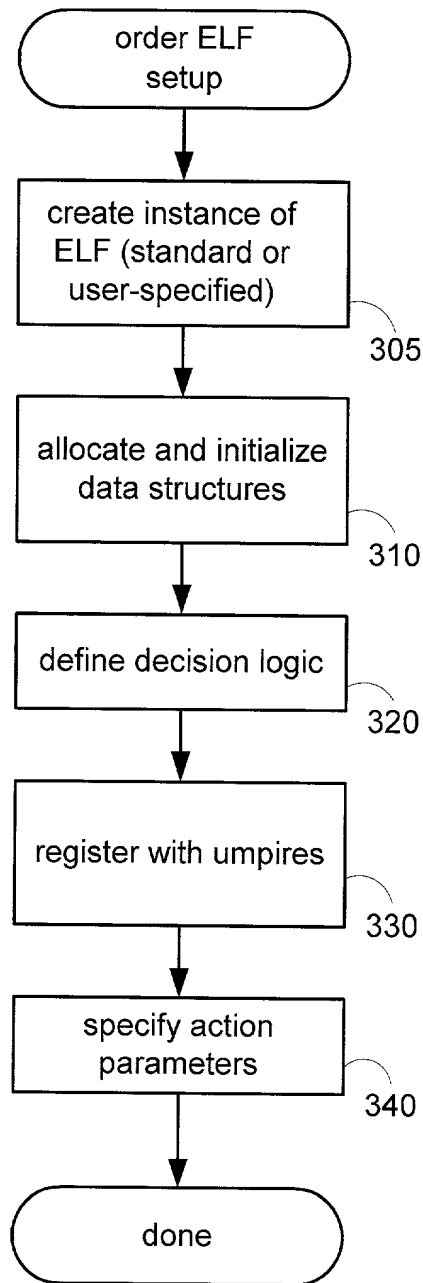 order ELF
setup
create instance of
ELF (standard or
user-specified)
305
allocate and initialize
data structures
310
define decision logic
320
register with umpires
330
specify action
parameters
340
done